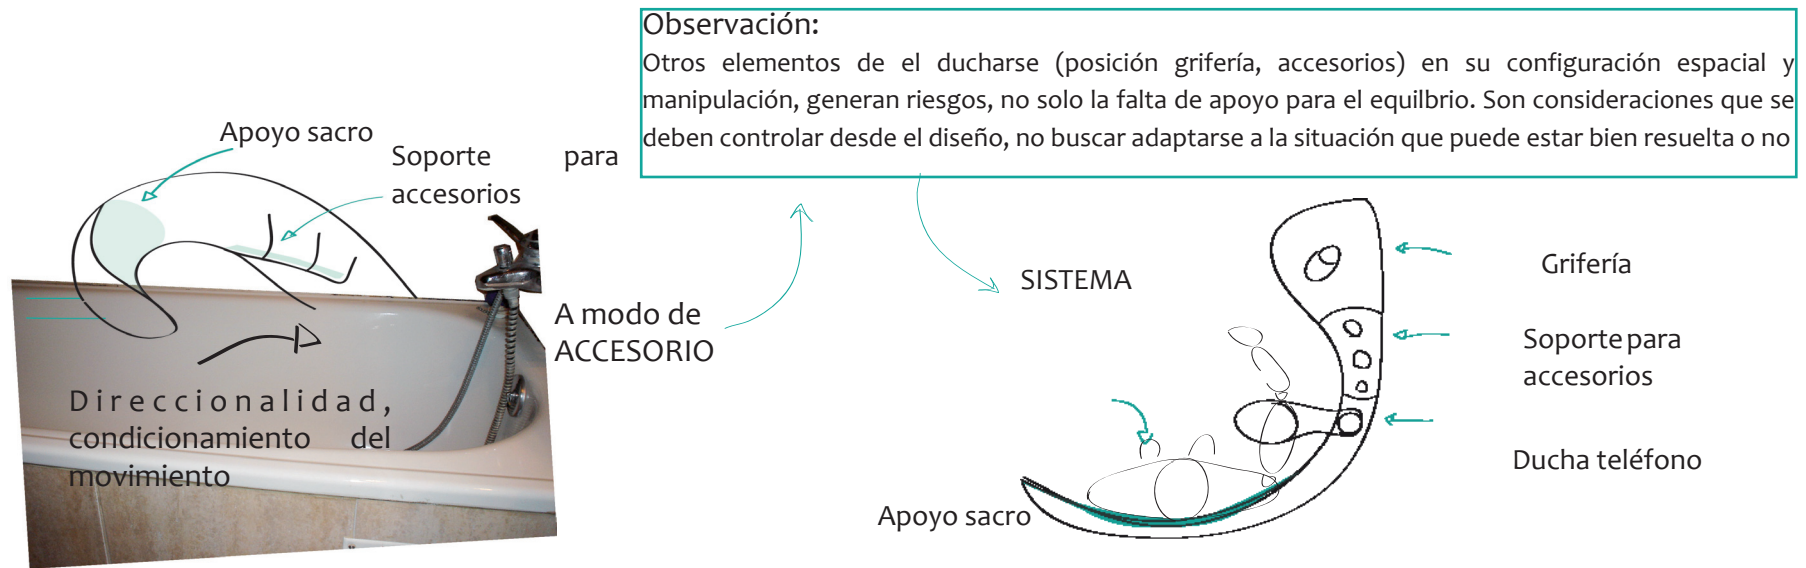 Observación:
Otros elementos de el ducharse (posición grifería, accesorios) en su configuración espacial y
manipulación, generan riesgos, no solo la falta de apoyo para el equilbrio. Son consideraciones que se
deben controlar desde el diseño, no buscar adaptarse a la situación que puede estar bien resuelta o no
Apoyo sacro
Soporte para
accesorios
A modo de
ACCESORIO
Direccionalidad,
condicionamiento del
movimiento
SISTEMA
Grifería
Soporte para
accesorios
Ducha teléfono
Apoyo sacro